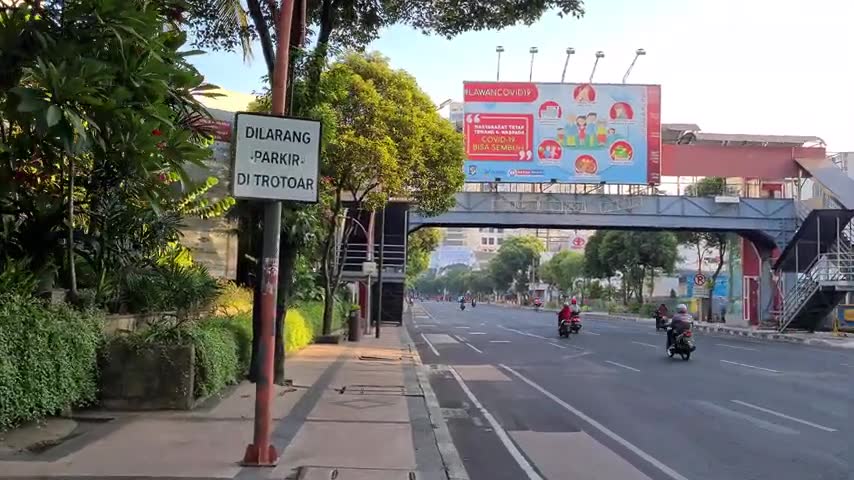 DILARANG
PARKIR
DI TROTOAR
#LAWANCOVID19
MASYARAKAT TETAP
TENANG & WASPADA
COVID-19
BISA SEMBUH